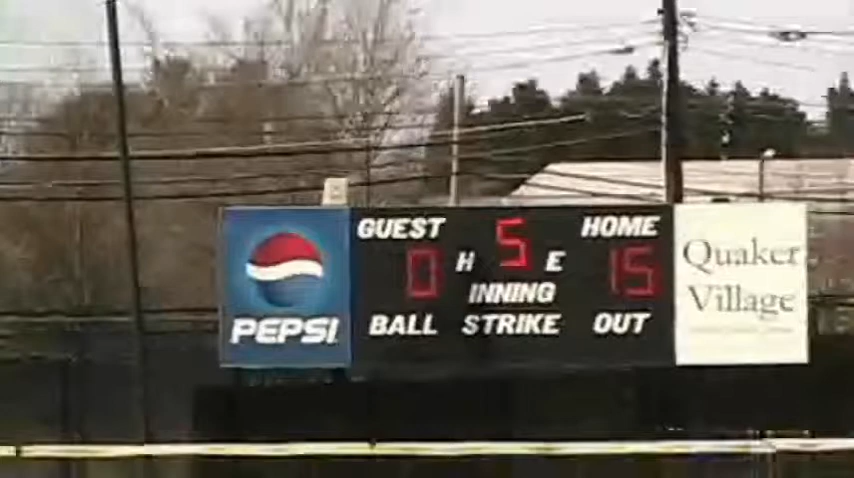 PEPSI
GUEST 5 HOME
0 H E 15
INNING
BALL STRIKE OUT
Quaker
Village